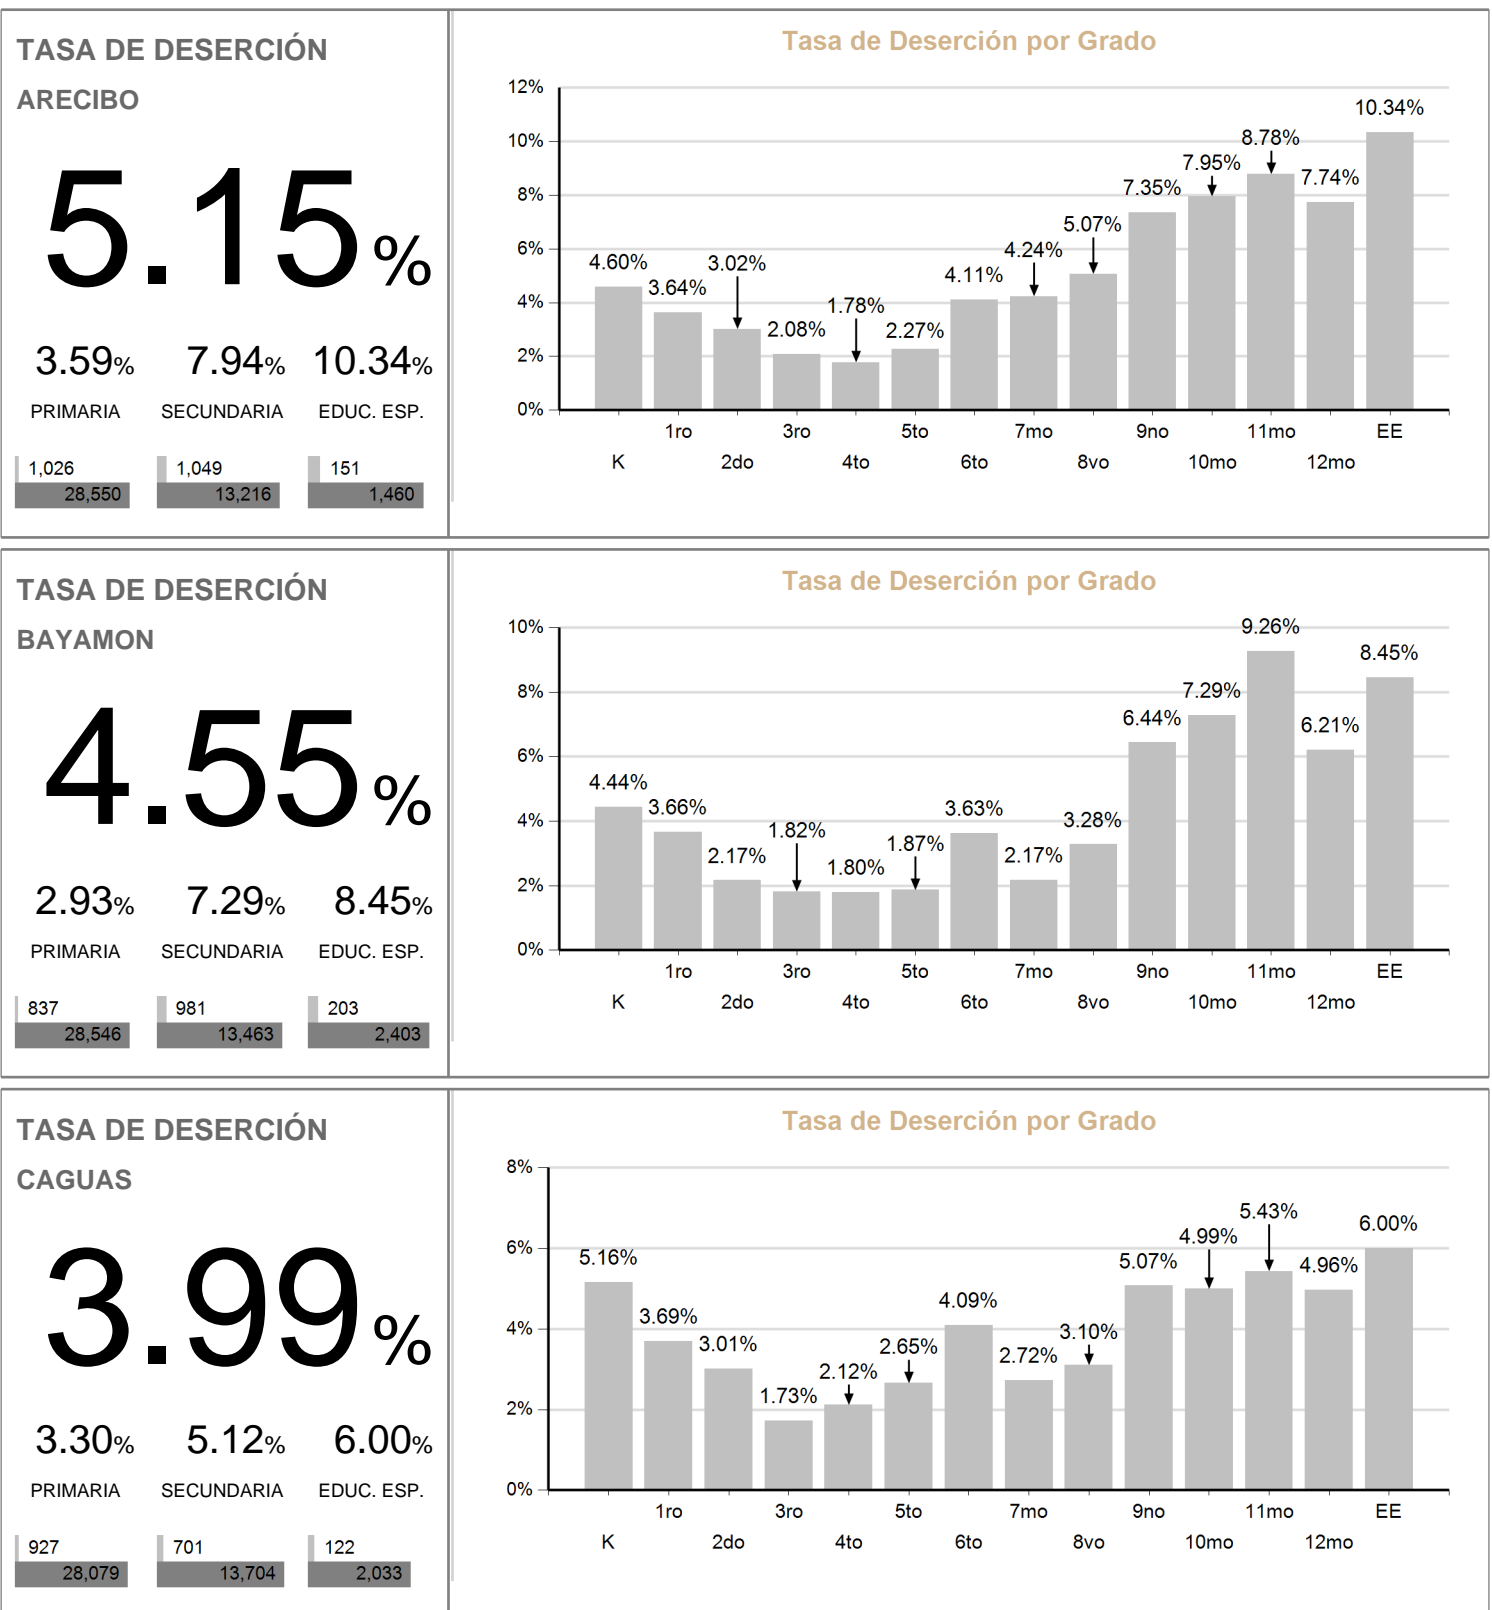 TASA DE DESERCIÓN
ARECIBO
5.15%
3.59% 7.94% 10.34%
PRIMARIA SECUNDARIA EDUC. ESP.
1,026 1,049 151
28,550 13,216 1,460
Tasa de Deserción por Grado
12%
10%
8%
6%
4%
2%
0%
4.60% 3.64% 3.02% 2.08% 1.78% 2.27% 4.11% 4.24% 5.07% 7.35% 7.95% 8.78% 7.74% 10.34%
1ro 3ro 5to 7mo 9no 11mo EE
K 2do 4to 6to 8vo 10mo 12mo
TASA DE DESERCIÓN
BAYAMON
4.55%
2.93% 7.29% 8.45%
PRIMARIA SECUNDARIA EDUC. ESP.
837 981 203
28,546 13,463 2,403
Tasa de Deserción por Grado
10%
8%
6%
4%
2%
0%
4.44% 3.66% 2.17% 1.82% 1.80% 1.87% 3.63% 2.17% 3.28% 6.44% 7.29% 9.26% 6.21% 8.45%
1ro 3ro 5to 7mo 9no 11mo EE
K 2do 4to 6to 8vo 10mo 12mo
TASA DE DESERCIÓN
CAGUAS
3.99%
3.30% 5.12% 6.00%
PRIMARIA SECUNDARIA EDUC. ESP.
927 701 122
28,079 13,704 2,033
Tasa de Deserción por Grado
8%
6%
4%
2%
0%
5.16% 3.69% 3.01% 1.73% 2.12% 2.65% 4.09% 2.72% 3.10% 5.07% 4.99% 5.43% 4.96% 6.00%
1ro 3ro 5to 7mo 9no 11mo EE
K 2do 4to 6to 8vo 10mo 12mo